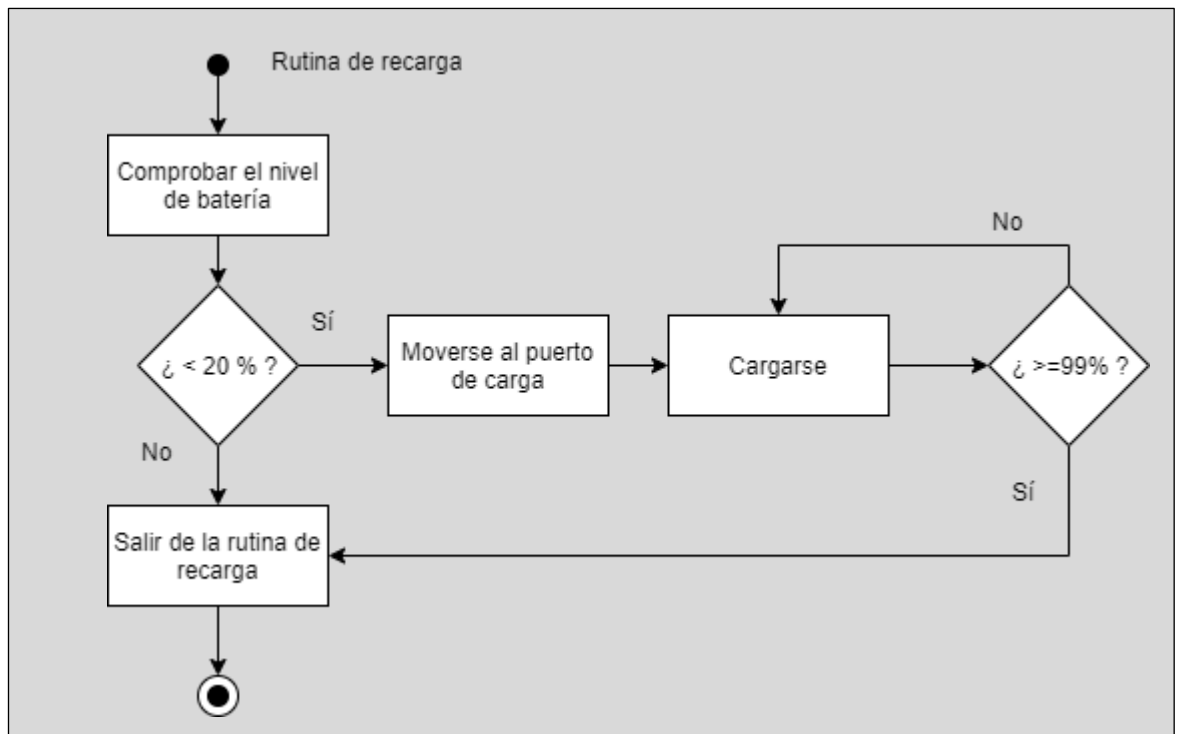 Rutina de recarga
Comprobar el nivel
de batería
No
Sí
¿ < 20 % ?
Moverse al puerto
de carga
Cargarse
¿ >=99% ?
No
Sí
Salir de la rutina de
recarga